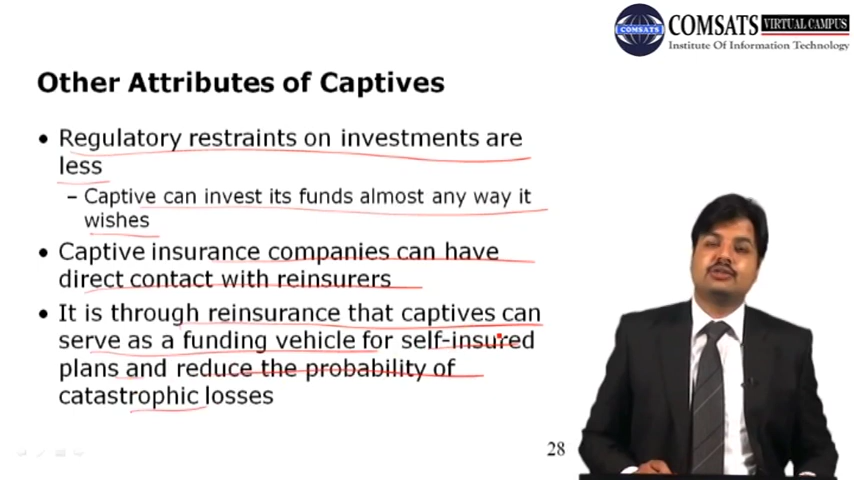 COMSATS VIRTUAL CAMPUS
COMSATS
Institute Of Information Technology
Other Attributes of Captives
• Regulatory restraints on investments are
less
– Captive can invest its funds almost any way it
wishes
• Captive insurance companies can have
direct contact with reinsurers
• It is through reinsurance that captives can
serve as a funding vehicle for self-insured
plans and reduce the probability of
catastrophic losses
28